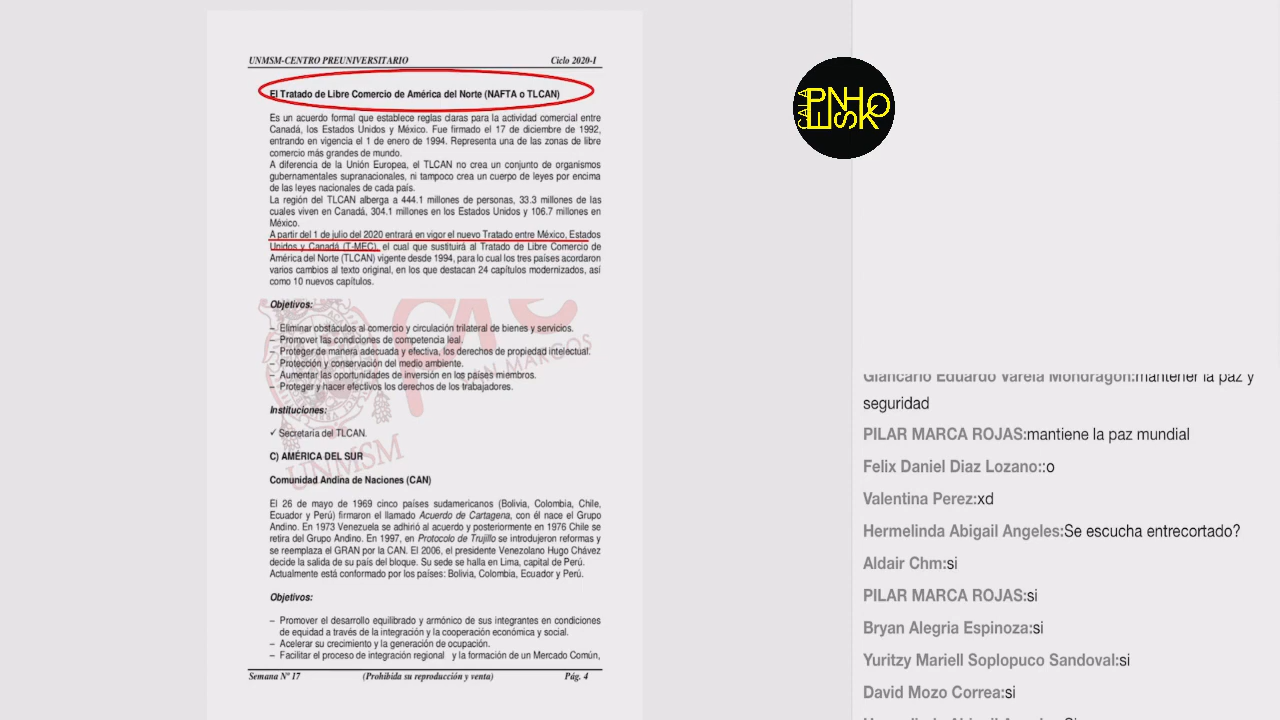 UNMSM-CENTRO PREUNIVERSITARIO Ciclo 2020-I
El Tratado de Libre Comercio de América del Norte (NAFTA o TLCAN)
Es un acuerdo formal que establece reglas claras para la actividad comercial entre
Canadá, los Estados Unidos y México. Fue firmado el 17 de diciembre de 1992,
entrando en vigencia el 1 de enero de 1994. Representa una de las zonas de libre
comercio más grandes de mundo.
A diferencia de la Unión Europea, el TLCAN no crea un conjunto de organismos
gubernamentales supranacionales, ni tampoco crea un cuerpo de leyes por encima
de las leyes nacionales de cada país.
La región del TLCAN alberga a 444.1 millones de personas, 33.3 millones de las
cuales viven en Canadá, 304.1 millones en los Estados Unidos y 106.7 millones en
México.
A partir del 1 de julio del 2020 entrará en vigor el nuevo Tratado entre México, Estados
Unidos y Canadá (T-MEC), el cual que sustituirá al Tratado de Libre Comercio de
América del Norte (TLCAN) vigente desde 1994, para lo cual los tres países acordaron
varios cambios al texto original, en los que destacan 24 capítulos modernizados, así
como 10 nuevos capítulos.
Objetivos:
– Eliminar obstáculos al comercio y circulación trilateral de bienes y servicios.
– Promover las condiciones de competencia leal.
– Proteger de manera adecuada y efectiva, los derechos de propiedad intelectual.
– Protección y conservación del medio ambiente.
– Aumentar las oportunidades de inversión en los países miembros.
– Proteger y hacer efectivos los derechos de los trabajadores.
Instituciones:
✓ Secretaría del TLCAN.
C) AMÉRICA DEL SUR
Comunidad Andina de Naciones (CAN)
El 26 de mayo de 1969 cinco países sudamericanos (Bolivia, Colombia, Chile,
Ecuador y Perú) firmaron el llamado Acuerdo de Cartagena, con él nace el Grupo
Andino. En 1973 Venezuela se adhirió al acuerdo y posteriormente en 1976 Chile se
retira del Grupo Andino. En 1997, en Protocolo de Trujillo se introdujeron reformas y
se reemplaza el GRAN por la CAN. El 2006, el presidente Venezolano Hugo Chávez
decide la salida de su país del bloque. Su sede se halla en Lima, capital de Perú.
Actualmente está conformado por los países: Bolivia, Colombia, Ecuador y Perú.
Objetivos:
– Promover el desarrollo equilibrado y armónico de sus integrantes en condiciones
de equidad a través de la integración y la cooperación económica y social.
– Acelerar su crecimiento y la generación de ocupación.
– Facilitar el proceso de integración regional y la formación de un Mercado Común,
Semana Nº 17 (Prohibida su reproducción y venta) Pág. 4
SAN MARGOS
UNMSM
Giancarlo Eduardo Varela Mondragon:mantener la paz y
seguridad
PILAR MARCA ROJAS:mantiene la paz mundial
Felix Daniel Diaz Lozano::o
Valentina Perez:xd
Hermelinda Abigail Angeles:Se escucha entrecortado?
Aldair Chm:si
PILAR MARCA ROJAS:si
Bryan Alegria Espinoza:si
Yuritzy Mariell Soplopuco Sandoval:si
David Mozo Correa:si